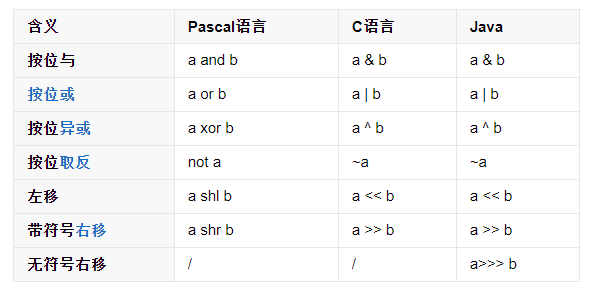 含义 Pascal语言 C语言 Java
按位与 a and b a & b a & b
按位或 a or b a | b a | b
按位异或 a xor b a ^ b a ^ b
按位取反 not a ~a ~a
左移 a shl b a << b a << b
带符号右移 a shr b a >> b a >> b
无符号右移 / / a>>> b